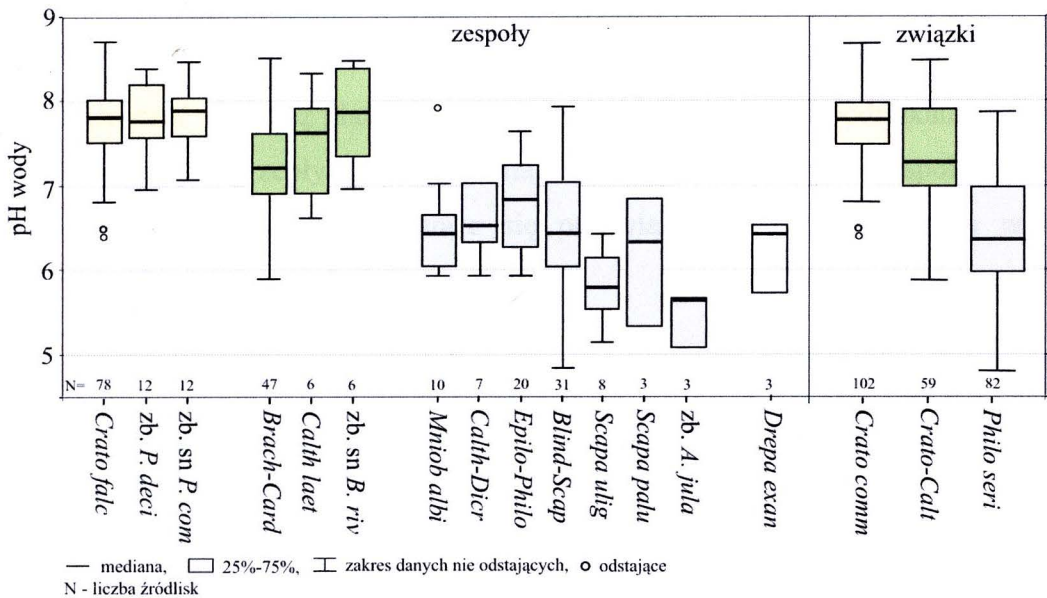 zespoły
związki
pH wody
9
8
7
6
5
N= 78 12 12 47 6 6 10 7 20 31 8 3 3 3 102 59 82
Crato falc
zb. P. deci
zb. sn P. com
Brach-Card
Calth laet
zb. sn B. riv
Mniob albi
Calth-Dicr
Epilo-Philo
Blind-Scap
Scapa ulig
Scapa palu
zb. A. jula
Drepa exan
Crato comm
Crato-Calt
Philo seri
mediana, 25%-75%, zakres danych nie odstających, odstające
N - liczba źródlisk